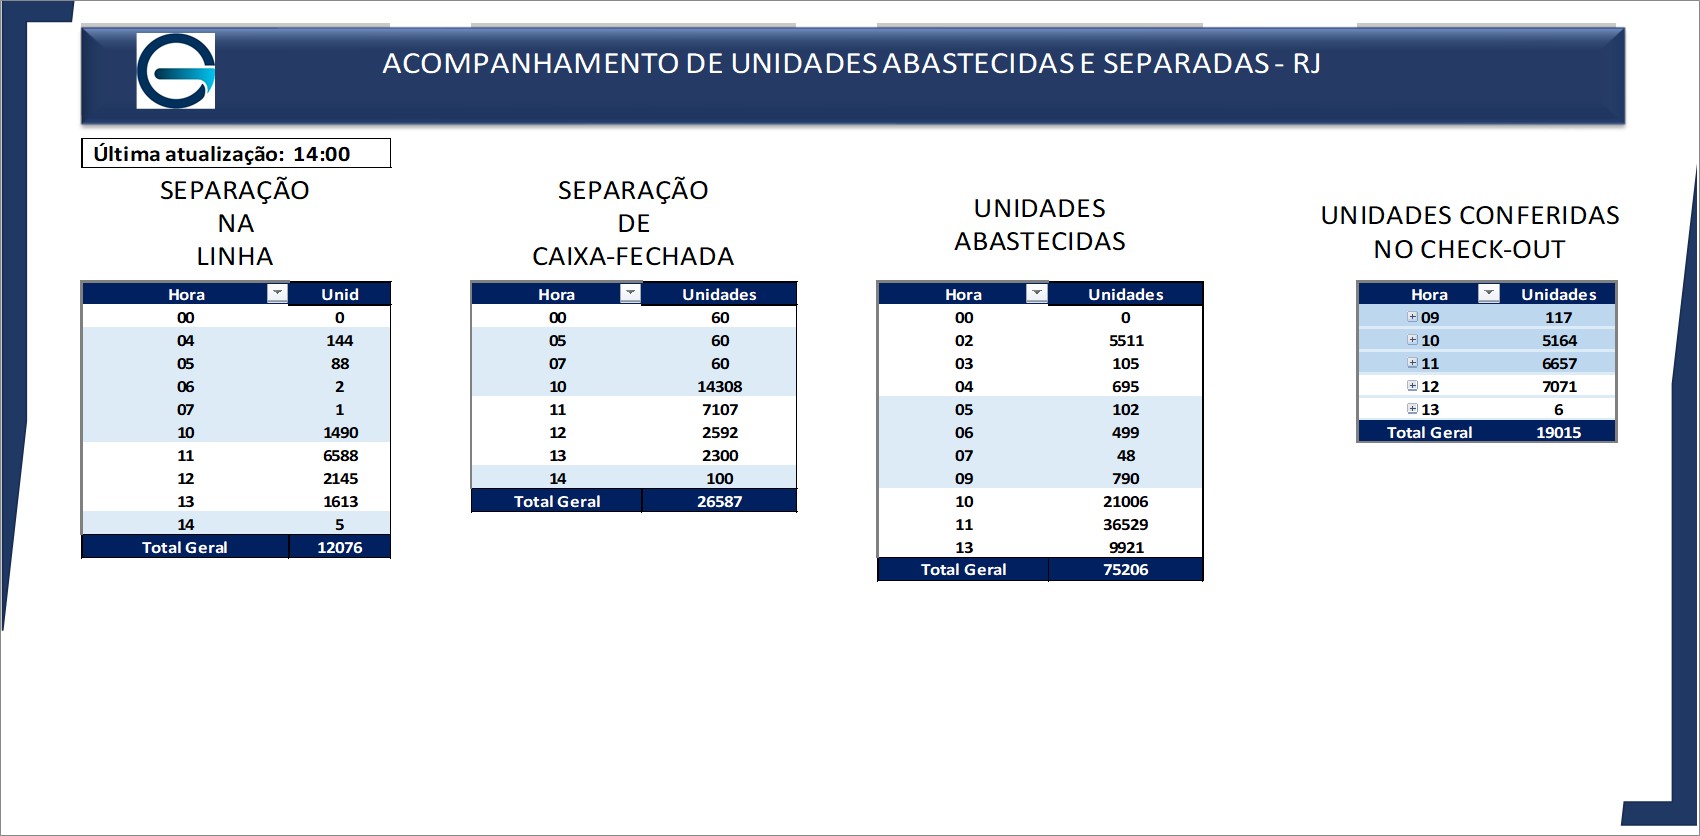 ACOMPANHAMENTO DE UNIDADES ABASTECIDAS E SEPARADAS - RJ
Última atualização: 14:00
SEPARAÇÃO
NA
LINHA
Hora Unid
00 0
04 144
05 88
06 2
07 1
10 1490
11 6588
12 2145
13 1613
14 5
Total Geral 12076
SEPARAÇÃO
DE
CAIXA-FECHADA
Hora Unidades
00 60
05 60
07 60
10 14308
11 7107
12 2592
13 2300
14 100
Total Geral 26587
UNIDADES
ABASTECIDAS
Hora Unidades
00 0
02 5511
03 105
04 695
05 102
06 499
07 48
09 790
10 21006
11 36529
13 9921
Total Geral 75206
UNIDADES CONFERIDAS
NO CHECK-OUT
Hora Unidades
09 117
10 5164
11 6657
12 7071
13 6
Total Geral 19015